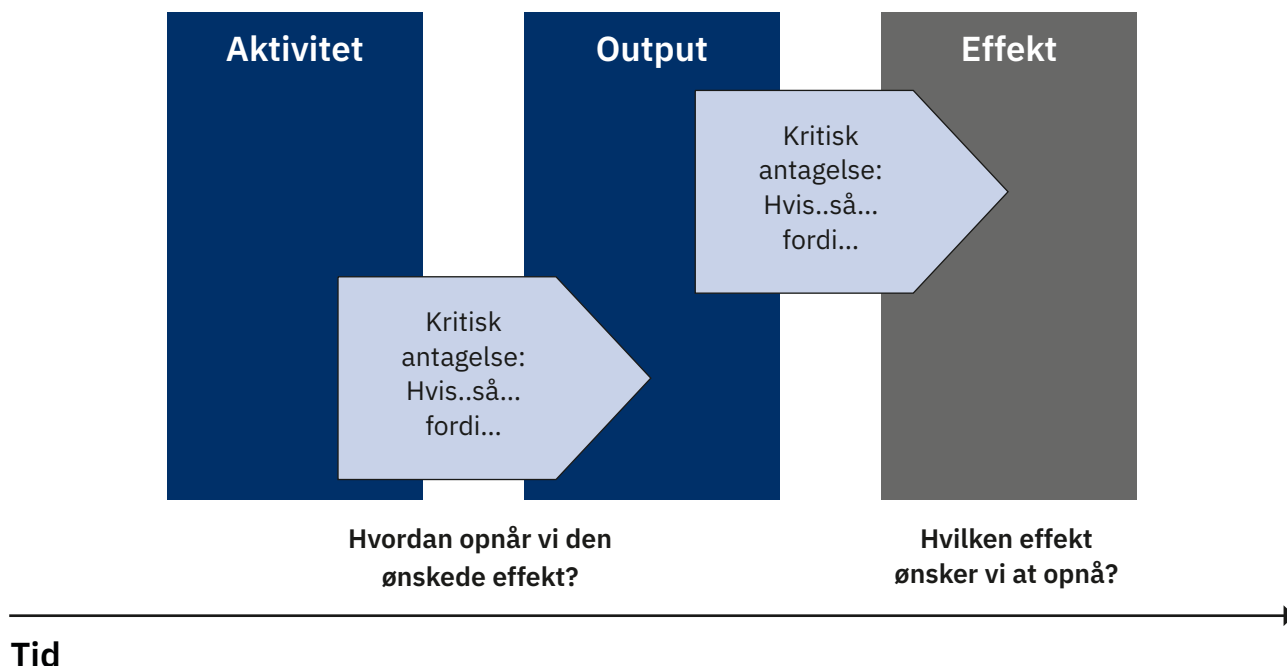 Aktivitet
Output
Effekt
Kritisk
antagelse:
Hvis..så...
fordi...
Kritisk
antagelse:
Hvis..så...
fordi...
Hvordan opnår vi den
ønskede effekt?
Hvilken effekt
ønsker vi at opnå?
Tid